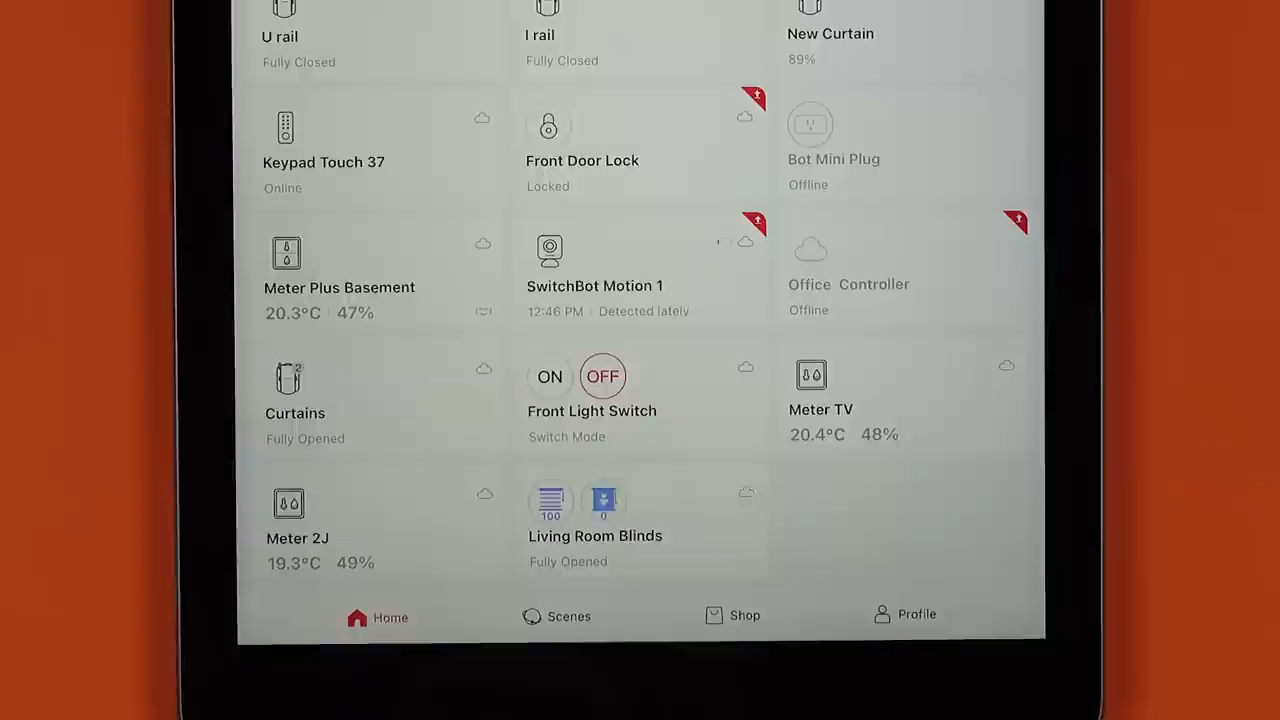 U rail
Fully Closed
I rail
Fully Closed
New Curtain
89%
Keypad Touch 37
Online
Front Door Lock
Locked
Bot Mini Plug
Offline
Meter Plus Basement
20.3°C 47%
SwitchBot Motion 1
12:46 PM Detected lately
Office Controller
Offline
2
Curtains
Fully Opened
ON OFF
Front Light Switch
Switch Mode
Meter TV
20.4°C 48%
Meter 2J
19.3°C 49%
100 0
Living Room Blinds
Fully Opened
Home Scenes Shop Profile